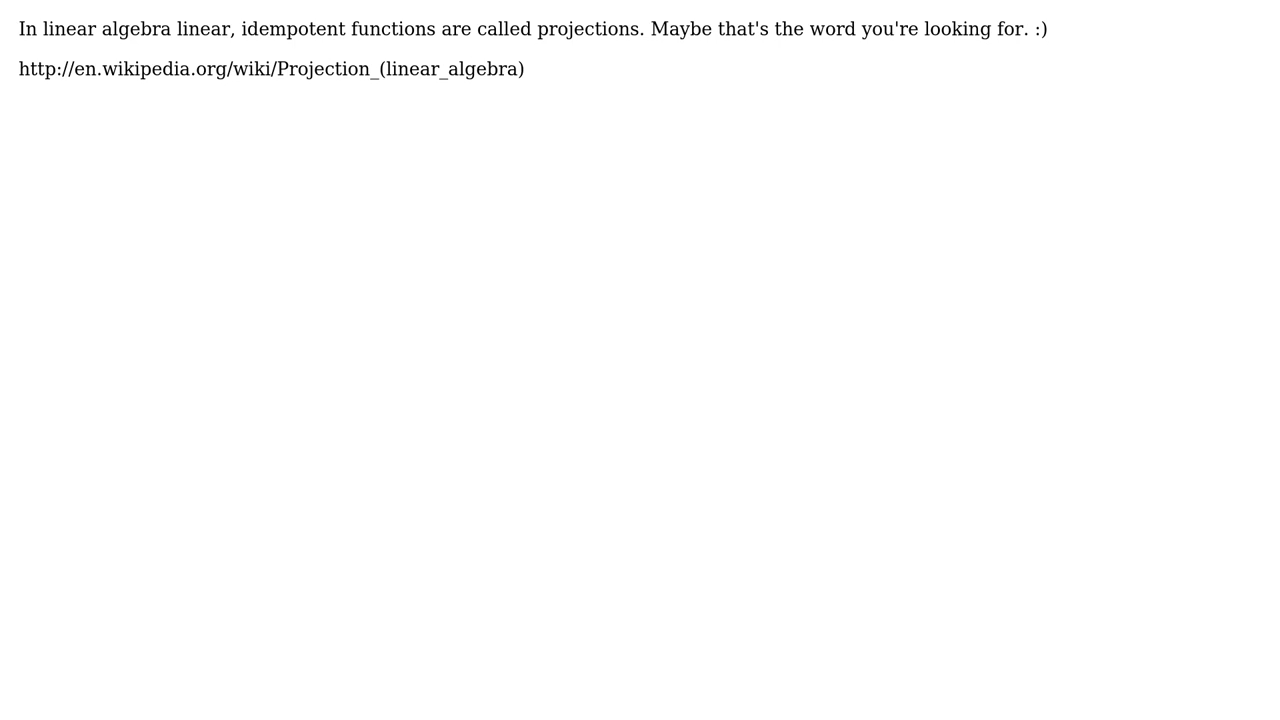 In linear algebra linear, idempotent functions are called projections. Maybe that's the word you're looking for. :)
http://en.wikipedia.org/wiki/Projection_(linear_algebra)